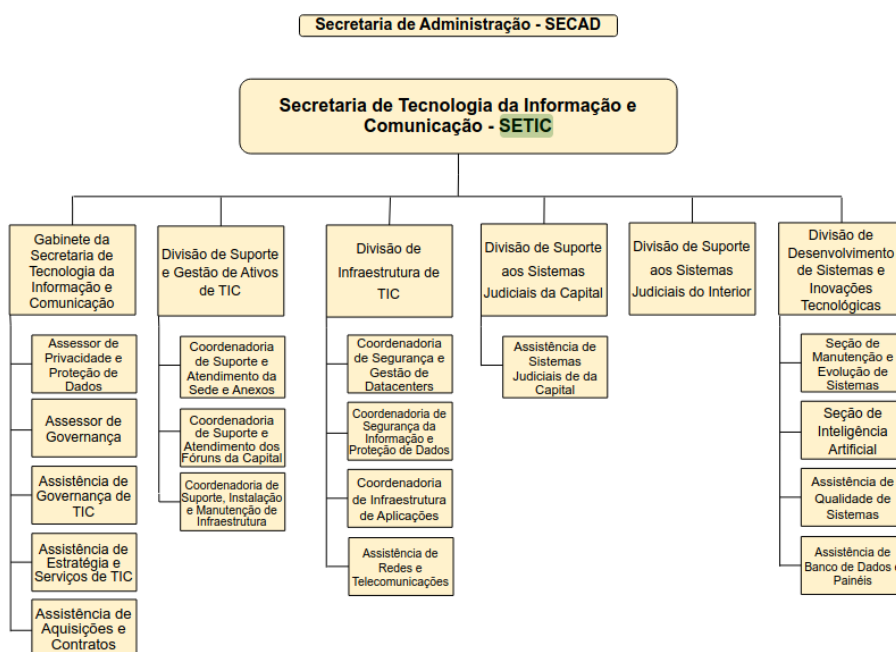 Secretaria de Administração - SECAD
Secretaria de Tecnologia da Informação e
Comunicação - SETIC
Gabinete da
Secretaria de
Tecnologia da
Informação e
Comunicação
Assessor de
Privacidade e
Proteção de
Dados
Assessor de
Governança
Assistência de
Governança de
TIC
Assistência de
Estratégia e
Serviços de TIC
Assistência de
Aquisições e
Contratos
Divisão de Suporte
e Gestão de Ativos
de TIC
Coordenadoria
de Suporte e
Atendimento da
Sede e Anexos
Coordenadoria
de Suporte e
Atendimento dos
Fóruns da Capital
Coordenadoria de
Suporte, Instalação
e Manutenção de
Infraestrutura
Divisão de
Infraestrutura de
TIC
Coordenadoria
de Segurança e
Gestão de
Datacenters
Coordenadoria de
Segurança da
Informação e
Proteção de Dados
Coordenadoria
de Infraestrutura
de Aplicações
Assistência de
Redes e
Telecomunicações
Divisão de Suporte
aos Sistemas
Judiciais da Capital
Assistência de
Sistemas
Judiciais de da
Capital
Divisão de Suporte
aos Sistemas
Judiciais do Interior
Divisão de
Desenvolvimento
de Sistemas e
Inovações
Tecnológicas
Seção de
Manutenção e
Evolução de
Sistemas
Seção de
Inteligência
Artificial
Assistência de
Qualidade de
Sistemas
Assistência de
Banco de Dados e
Painéis